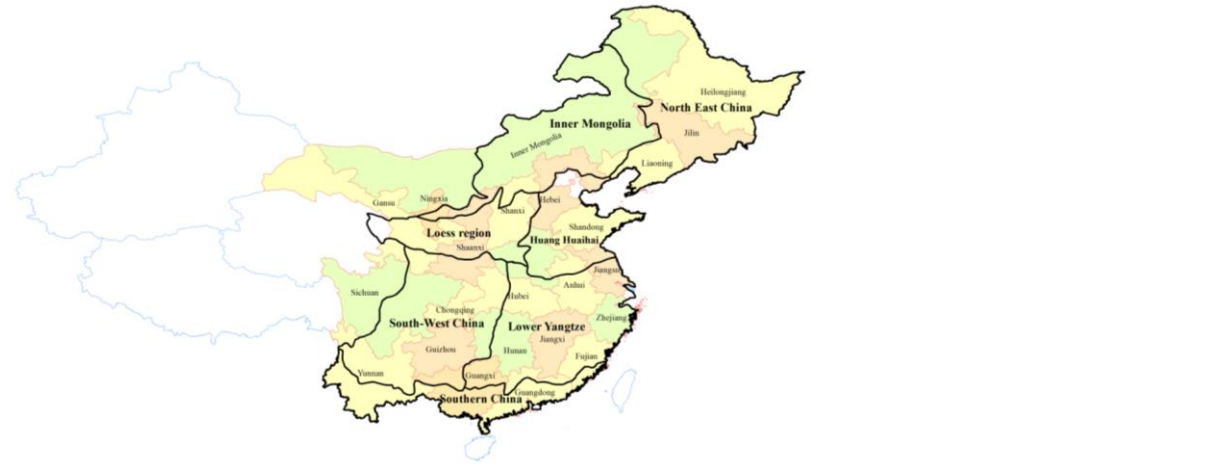 Heilongjiang
North East China
Inner Mongolia
Jilin
Inner Mongolia
Liaoning
Gansu
Ningxia
Hebei
Shanxi
Shandong
Loess region
Huang Huaihai
Shaanxi
Jiangsu
Sichuan
Anhui
Hubei
Chongqing
Zhejiang
South-West China
Lower Yangtze
Jiangxi
Guizhou
Hunan
Fujian
Yunnan
Guangxi
Guangdong
Southern China